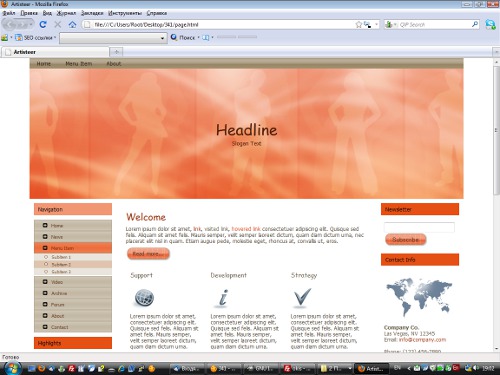 Artisteer - Mozilla Firefox
Файл Правка Вид Журнал Закладки Инструменты Справка
file:///C:/Users/Root/Desktop/341/page.html
QIP Search
SEO ссылки
Поиск
Artisteer
Home Menu Item About
Headline
Slogan Text
Navigation
Home
News
Menu Item
Subitem 1
Subitem 2
Subitem 3
Video
Archive
Forum
About
Contact
Highlights
Welcome
Lorem ipsum dolor sit amet, link, visited link, hovered link consectetuer adipiscing elit. Quisque sed felis. Aliquam sit amet felis. Mauris semper, velit semper laoreet dictum, quam diam dictum urna, nec placerat elit nisl in quam. Etiam augue pede, molestie eget, rhoncus at, convallis ut, eros.
Read more...
Support
Lorem ipsum dolor sit amet, consectetuer adipiscing elit. Quisque sed felis. Aliquam sit amet felis. Mauris semper, velit semper laoreet dictum, quam diam dictum urna.
Development
Lorem ipsum dolor sit amet, consectetuer adipiscing elit. Quisque sed felis. Aliquam sit amet felis. Mauris semper, velit semper laoreet dictum, quam diam dictum urna.
Strategy
Lorem ipsum dolor sit amet, consectetuer adipiscing elit. Quisque sed felis. Aliquam sit amet felis. Mauris semper, velit semper laoreet dictum, quam diam dictum urna.
Newsletter
Subscribe
Contact Info
Company Co.
Las Vegas, NV 12345
Email: info@company.com
Готово
EN
19:02